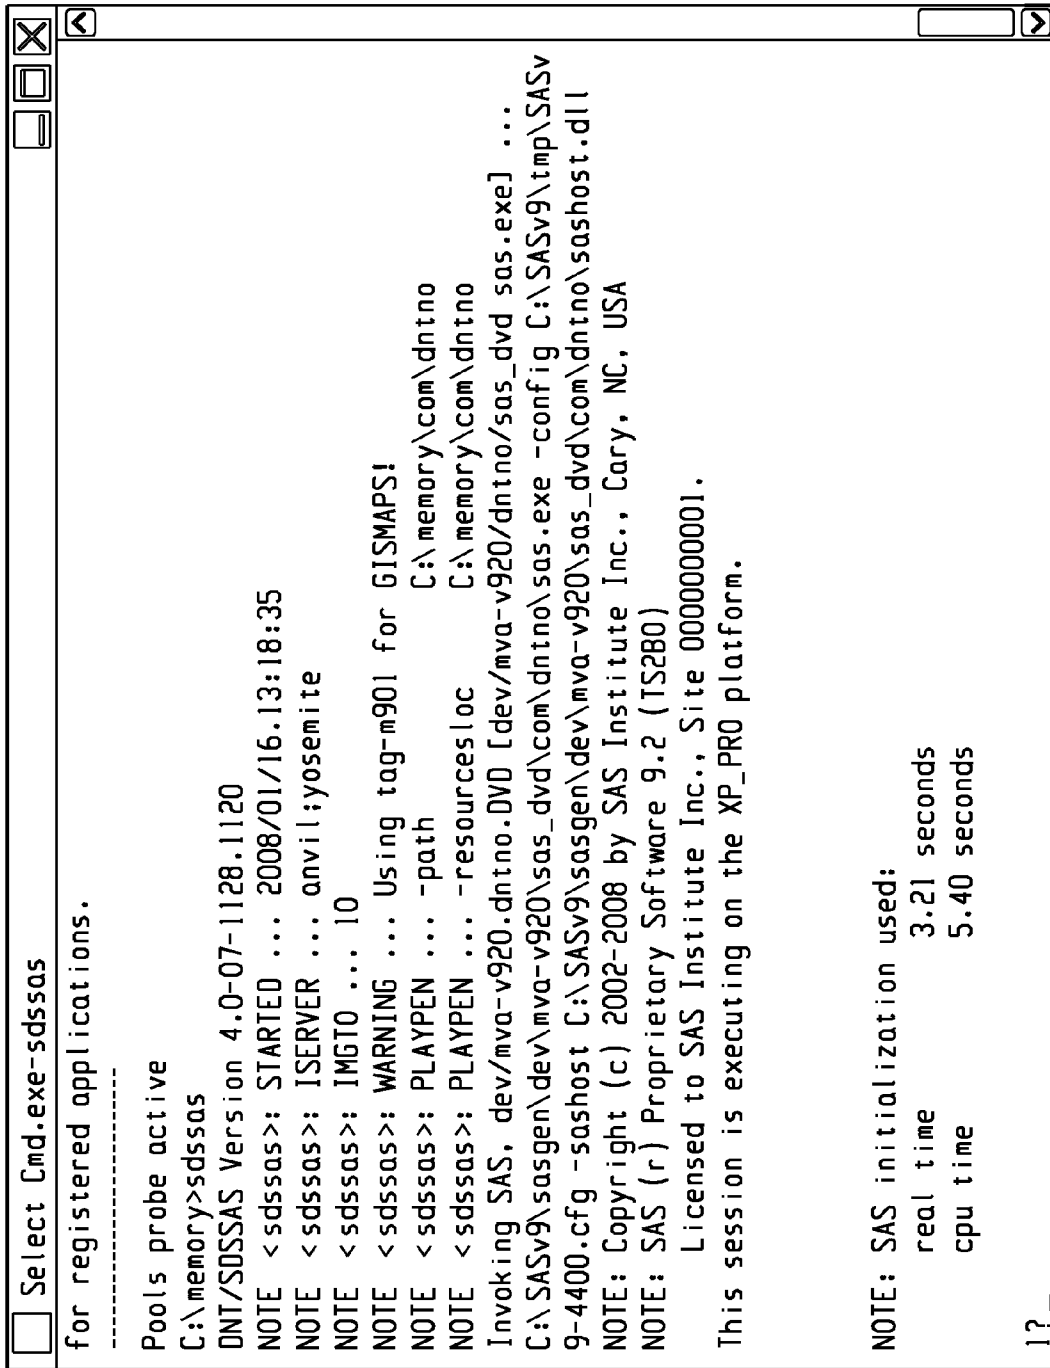 Select Cmd.exe-sdssas
for registered applications.
------------------------------
Pools probe active
C:\memory>sdssas
DNT/SDSSAS Version 4.0-07-1128.1120
NOTE <sdssas>: STARTED ... 2008/01/16.13:18:35
NOTE <sdssas>: ISERVER ... anvil;yosemite
NOTE <sdssas>: IMGTO ... 10
NOTE <sdssas>: WARNING ... Using tag-m901 for GISMAPS!
NOTE <sdssas>: PLAYPEN ... -path C:\memory\com\dntno
NOTE <sdssas>: PLAYPEN ... -resourcesloc C:\memory\com\dntno
Invoking SAS, dev/mva-v920.dntno.DVD [dev/mva-v920/dntno/sas_dvd sas.exe] ...
C:\SASv9\sasgen\dev\mva-v920\sas_dvd\com\dntno\sas.exe -config C:\SASv9\tmp\SASv
9-4400.cfg -sashost C:\SASv9\sasgen\dev\mva-v920\sas_dvd\com\dntno\sashost.dll
NOTE: Copyright (c) 2002-2008 by SAS Institute Inc., Cary, NC, USA
NOTE: SAS (r) Proprietary Software 9.2 (TS2B0)
Licensed to SAS Institute Inc., Site 0000000001.
This session is executing on the XP_PRO platform.
NOTE: SAS initialization used:
real time 3.21 seconds
cpu time 5.40 seconds
1?_